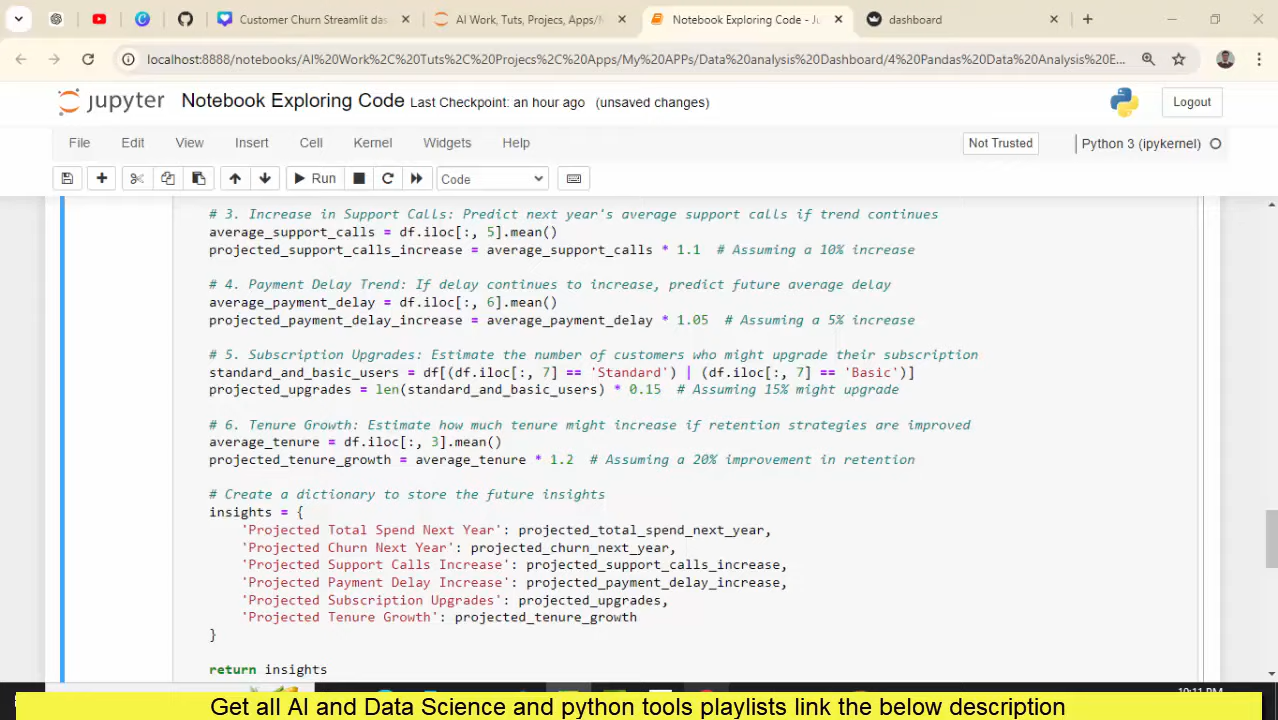 Customer Churn Streamlit das
AI Work, Tuts, Projecs, Apps/M
Notebook Exploring Code - Ju
dashboard
localhost:8888/notebooks/AI%20Work%2C%20Tuts%2C%20Projecs%2C%20Apps/My%20APPs/Data%20analysis%20Dashboard/4%20Pandas%20Data%20Analysis%20E...
jupyter Notebook Exploring Code Last Checkpoint: an hour ago (unsaved changes)
Logout
File Edit View Insert Cell Kernel Widgets Help
Not Trusted
Python 3 (ipykernel)
Run
Code
# 3. Increase in Support Calls: Predict next year's average support calls if trend continues
average_support_calls = df.iloc[:, 5].mean()
projected_support_calls_increase = average_support_calls * 1.1 # Assuming a 10% increase
# 4. Payment Delay Trend: If delay continues to increase, predict future average delay
average_payment_delay = df.iloc[:, 6].mean()
projected_payment_delay_increase = average_payment_delay * 1.05 # Assuming a 5% increase
# 5. Subscription Upgrades: Estimate the number of customers who might upgrade their subscription
standard_and_basic_users = df[(df.iloc[:, 7] == 'Standard') | (df.iloc[:, 7] == 'Basic')]
projected_upgrades = len(standard_and_basic_users) * 0.15 # Assuming 15% might upgrade
# 6. Tenure Growth: Estimate how much tenure might increase if retention strategies are improved
average_tenure = df.iloc[:, 3].mean()
projected_tenure_growth = average_tenure * 1.2 # Assuming a 20% improvement in retention
# Create a dictionary to store the future insights
insights = {
'Projected Total Spend Next Year': projected_total_spend_next_year,
'Projected Churn Next Year': projected_churn_next_year,
'Projected Support Calls Increase': projected_support_calls_increase,
'Projected Payment Delay Increase': projected_payment_delay_increase,
'Projected Subscription Upgrades': projected_upgrades,
'Projected Tenure Growth': projected_tenure_growth
}
return insights
Get all AI and Data Science and python tools playlists link the below description